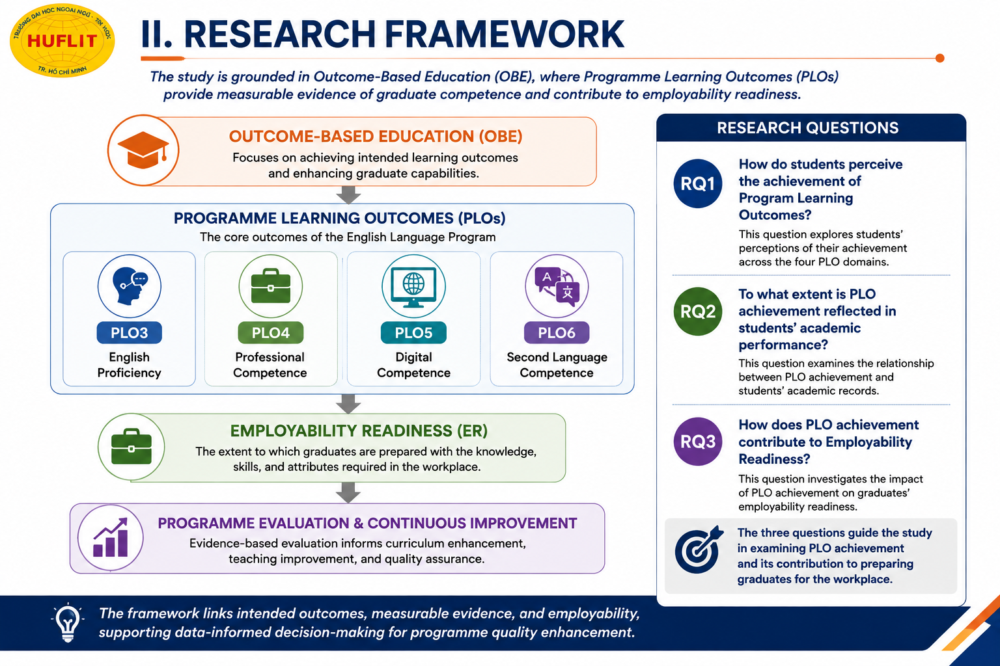 TRƯỜNG ĐẠI HỌC NGOẠI NGỮ - TIN HỌC
HUFLIT
TR. HỒ CHÍ MINH
II. RESEARCH FRAMEWORK
The study is grounded in Outcome-Based Education (OBE), where Programme Learning Outcomes (PLOs)
provide measurable evidence of graduate competence and contribute to employability readiness.
OUTCOME-BASED EDUCATION (OBE)
Focuses on achieving intended learning outcomes
and enhancing graduate capabilities.
PROGRAMME LEARNING OUTCOMES (PLOs)
The core outcomes of the English Language Program
PLO3
English
Proficiency
PLO4
Professional
Competence
PLO5
Digital
Competence
A
文
PLO6
Second Language
Competence
EMPLOYABILITY READINESS (ER)
The extent to which graduates are prepared with the knowledge,
skills, and attributes required in the workplace.
PROGRAMME EVALUATION & CONTINUOUS IMPROVEMENT
Evidence-based evaluation informs curriculum enhancement,
teaching improvement, and quality assurance.
RESEARCH QUESTIONS
RQ1
How do students perceive
the achievement of
Program Learning
Outcomes?
This question explores students'
perceptions of their achievement
across the four PLO domains.
RQ2
To what extent is PLO
achievement reflected in
students' academic
performance?
This question examines the relationship
between PLO achievement and
students' academic records.
RQ3
How does PLO achievement
contribute to Employability
Readiness?
This question investigates the impact
of PLO achievement on graduates'
employability readiness.
The three questions guide the study
in examining PLO achievement
and its contribution to preparing
graduates for the workplace.
The framework links intended outcomes, measurable evidence, and employability,
supporting data-informed decision-making for programme quality enhancement.